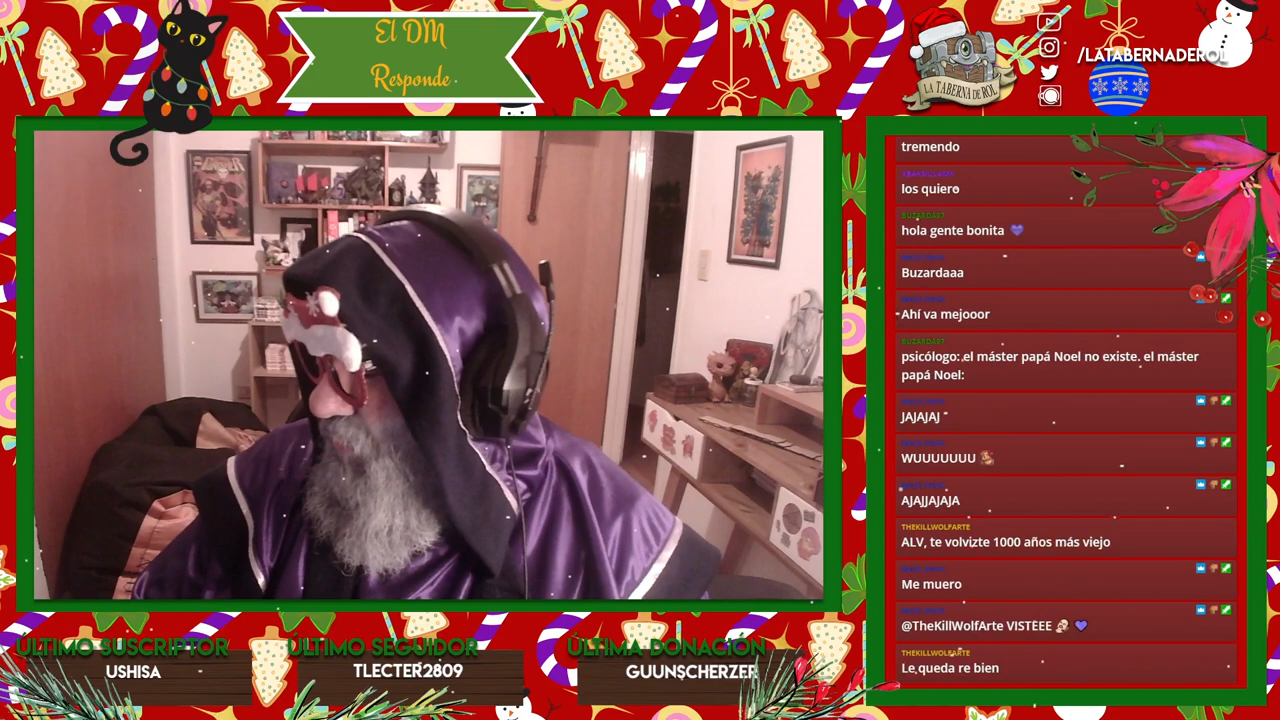 El DM
Responde
LA TABERNA DE ROL
/LATABERNADEROL
tremendo
los quiero
BUZARDA97
hola gente bonita
Buzardaaa
Ahí va mejooor
BUZARDA97
psicólogo: el máster papá Noel no existe. el máster
papá Noel:
JAJAJAJ
WUUUUUUU
AJAJJAJAJA
THEKILLWOLFARTE
ALV, te volvizte 1000 años más viejo
Me muero
@TheKillWolfArte VISTEEE
THEKILLWOLFARTE
Le queda re bien
ÚLTIMO SUSCRIPTOR
USHISA
ÚLTIMO SEGUIDOR
TLECTER2809
ÚLTIMA DONACIÓN
GUUNSCHERZER